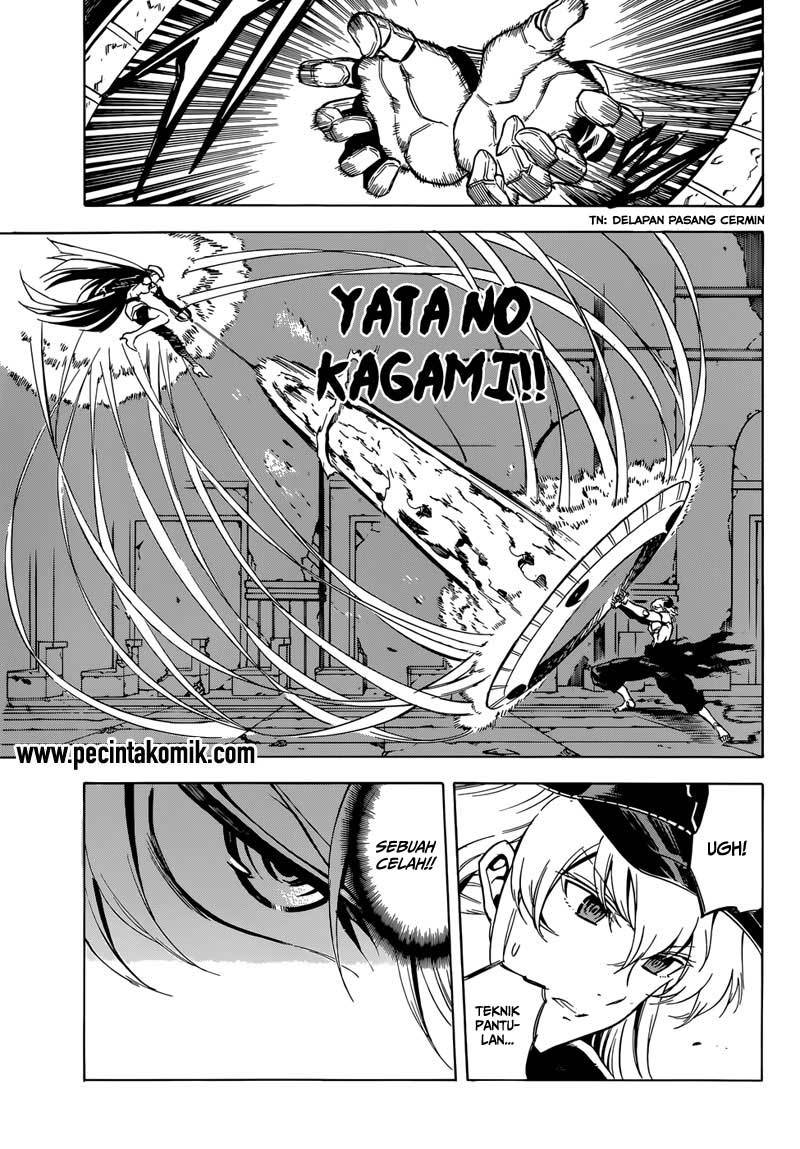 TN: DELAPAN PASANG CERMIN
YATA NO
KAGAMI!!
www.pecintakomik.com
UGH!
TEKNIK
PANTU-
LAN...
SEBUAH
CELAH!!